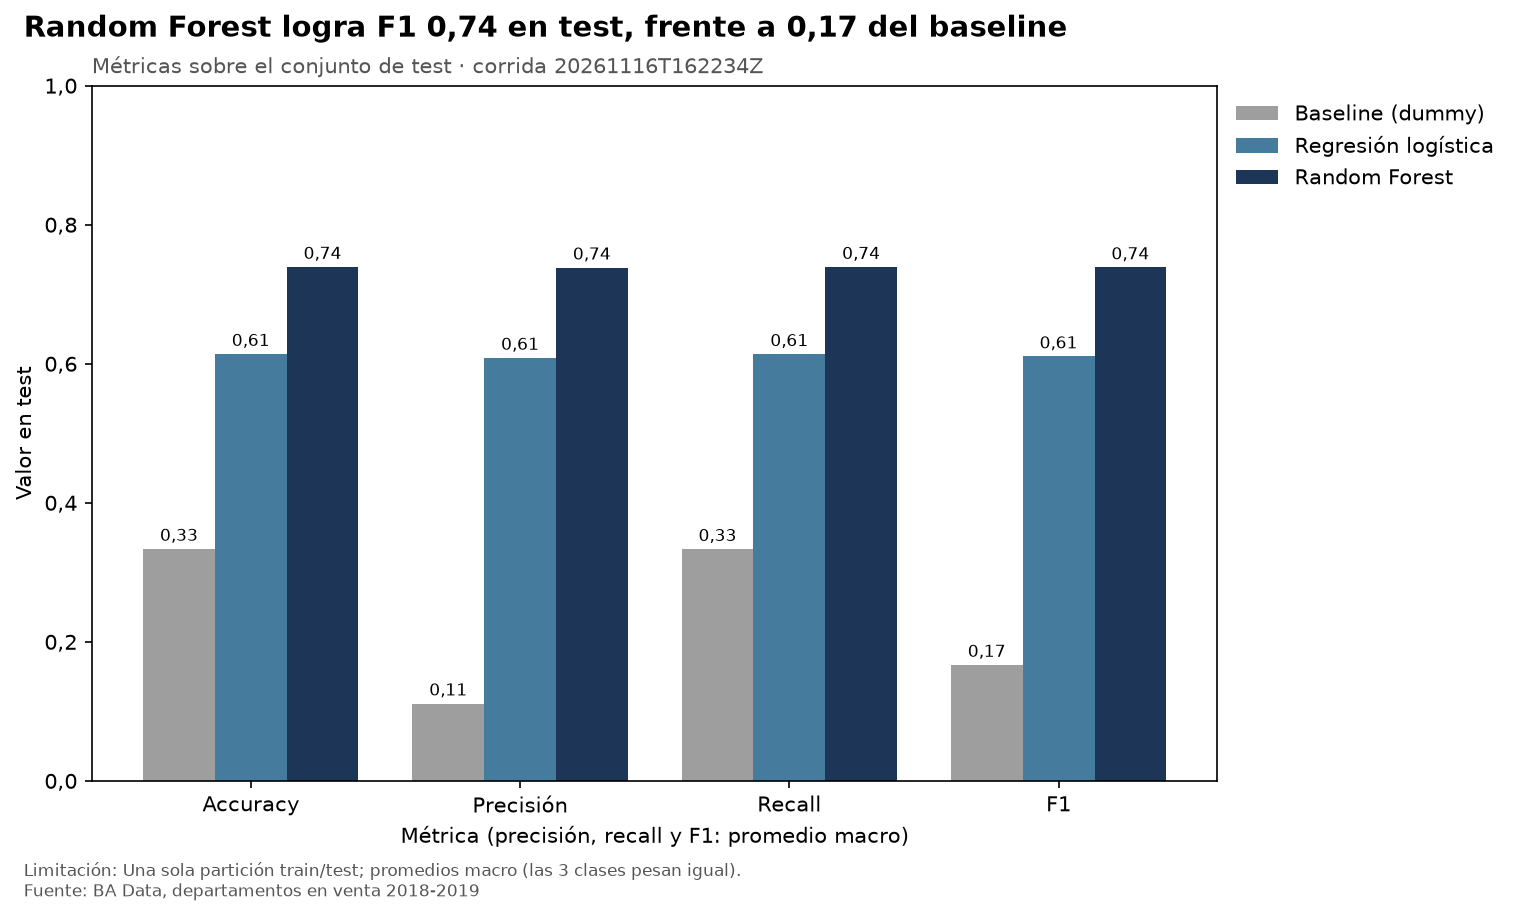 Random Forest logra F1 0,74 en test, frente a 0,17 del baseline
Métricas sobre el conjunto de test · corrida 20261116T162234Z
1,0
0,8
0,6
0,4
0,2
0,0
Valor en test
0,33
0,61
0,74
0,11
0,61
0,74
0,33
0,61
0,74
0,17
0,61
0,74
Accuracy
Precisión
Recall
F1
Métrica (precisión, recall y F1: promedio macro)
Baseline (dummy)
Regresión logística
Random Forest
Limitación: Una sola partición train/test; promedios macro (las 3 clases pesan igual).
Fuente: BA Data, departamentos en venta 2018-2019